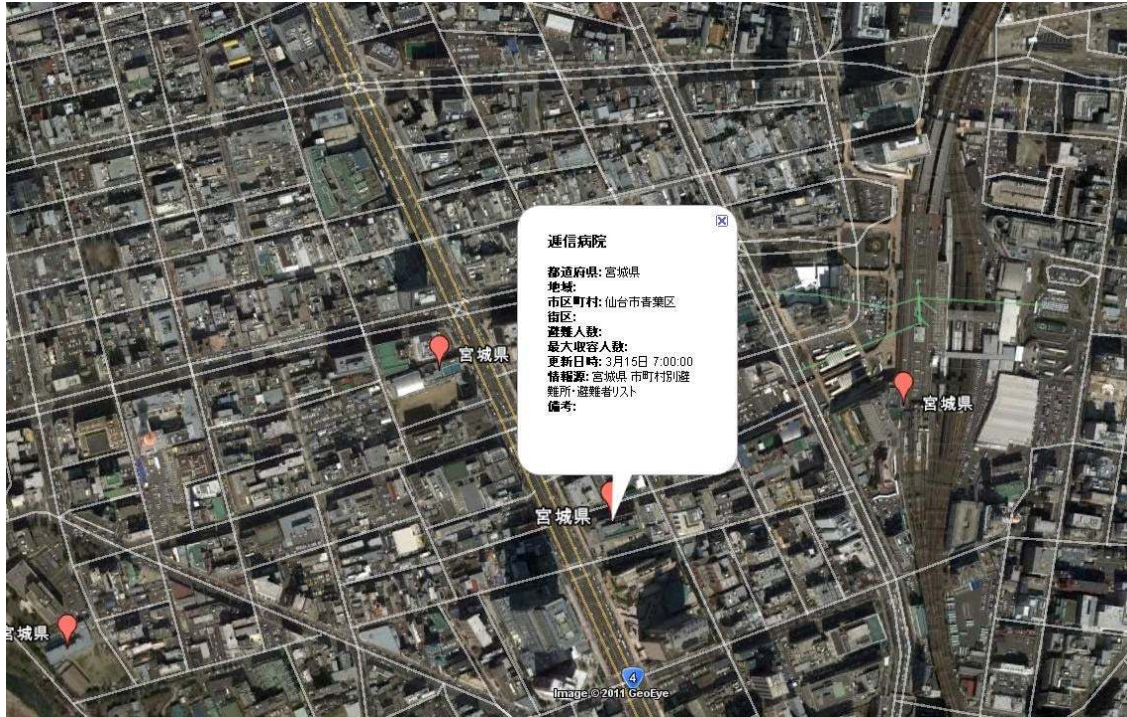 逓信病院
都道府県: 宮城県
地域:
市区町村: 仙台市青葉区
街区:
避難人数:
最大収容人数:
更新日時: 3月15日 7:00:00
情報源: 宮城県 市町村別避
難所・避難者リスト
備考:
宮城県
宮城県
宮城県
宮城県
4
Image © 2011 GeoEye